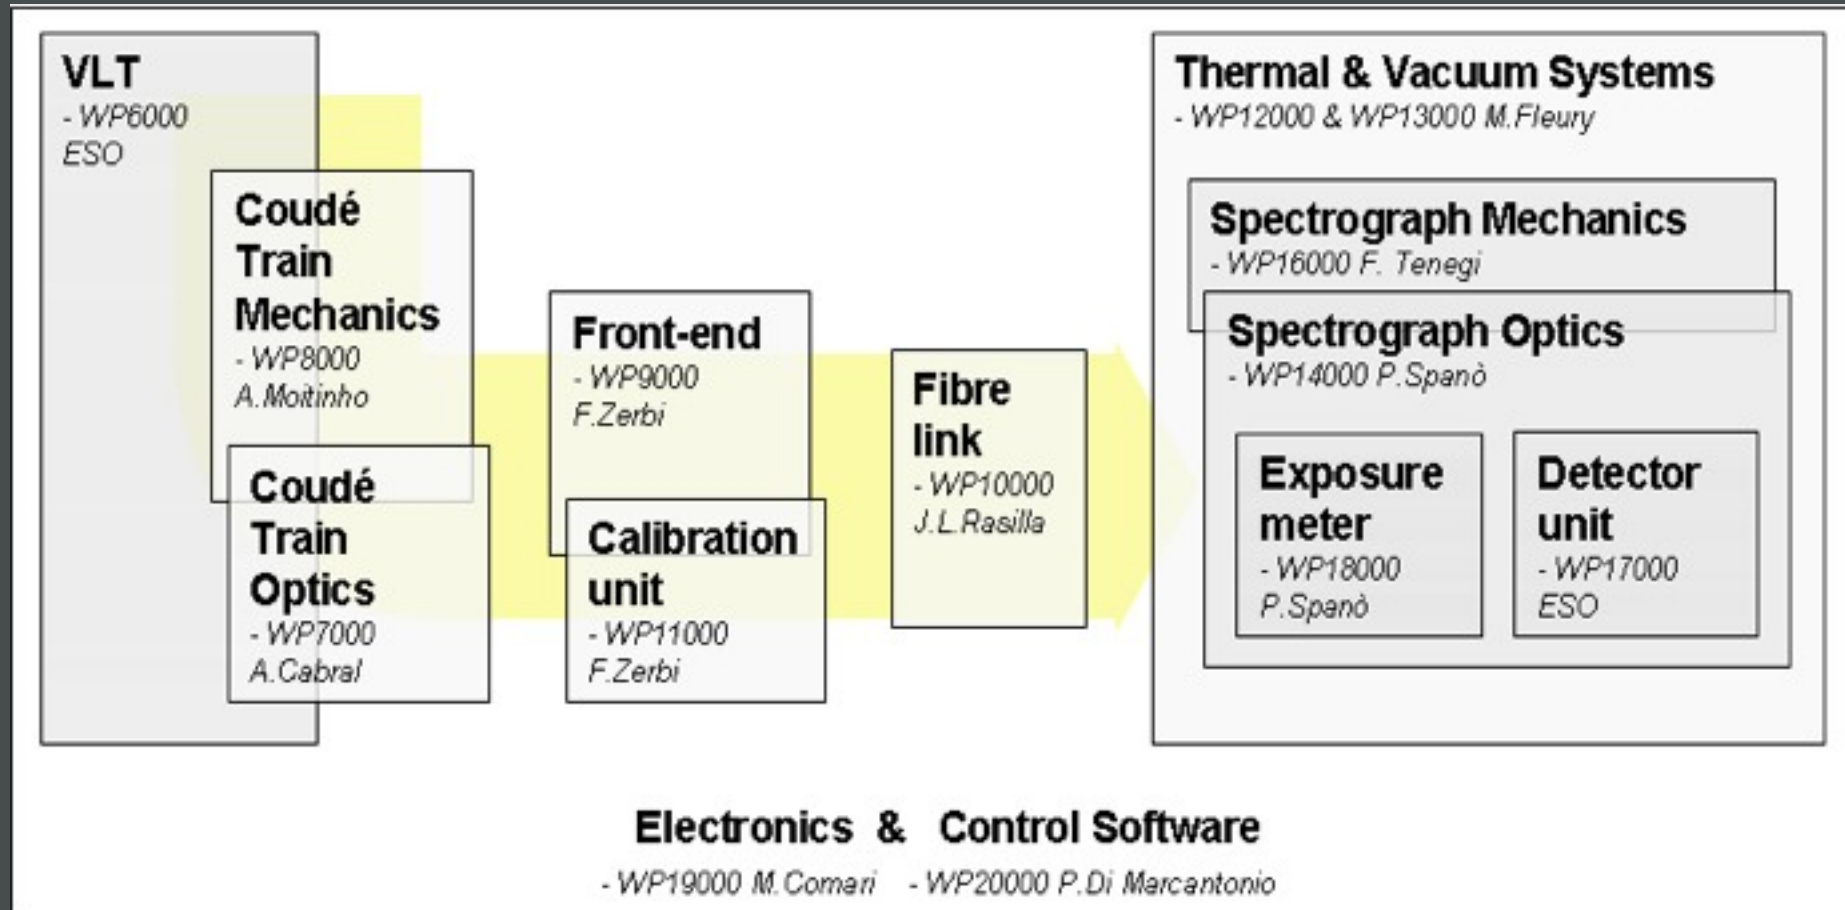 VLT
- WP6000
ESO
Coudé
Train
Mechanics
- WP8000
A.Moitinho
Coudé
Train
Optics
- WP7000
A.Cabral
Front-end
- WP9000
F.Zerbi
Calibration
unit
- WP11000
F.Zerbi
Fibre
link
- WP10000
J.L.Rasilla
Thermal & Vacuum Systems
- WP12000 & WP13000 M.Fleury
Spectrograph Mechanics
- WP16000 F. Tenegi
Spectrograph Optics
- WP14000 P.Spanò
Exposure
meter
- WP18000
P.Spanò
Detector
unit
- WP17000
ESO
Electronics & Control Software
- WP19000 M.Comari - WP20000 P.Di Marcantonio